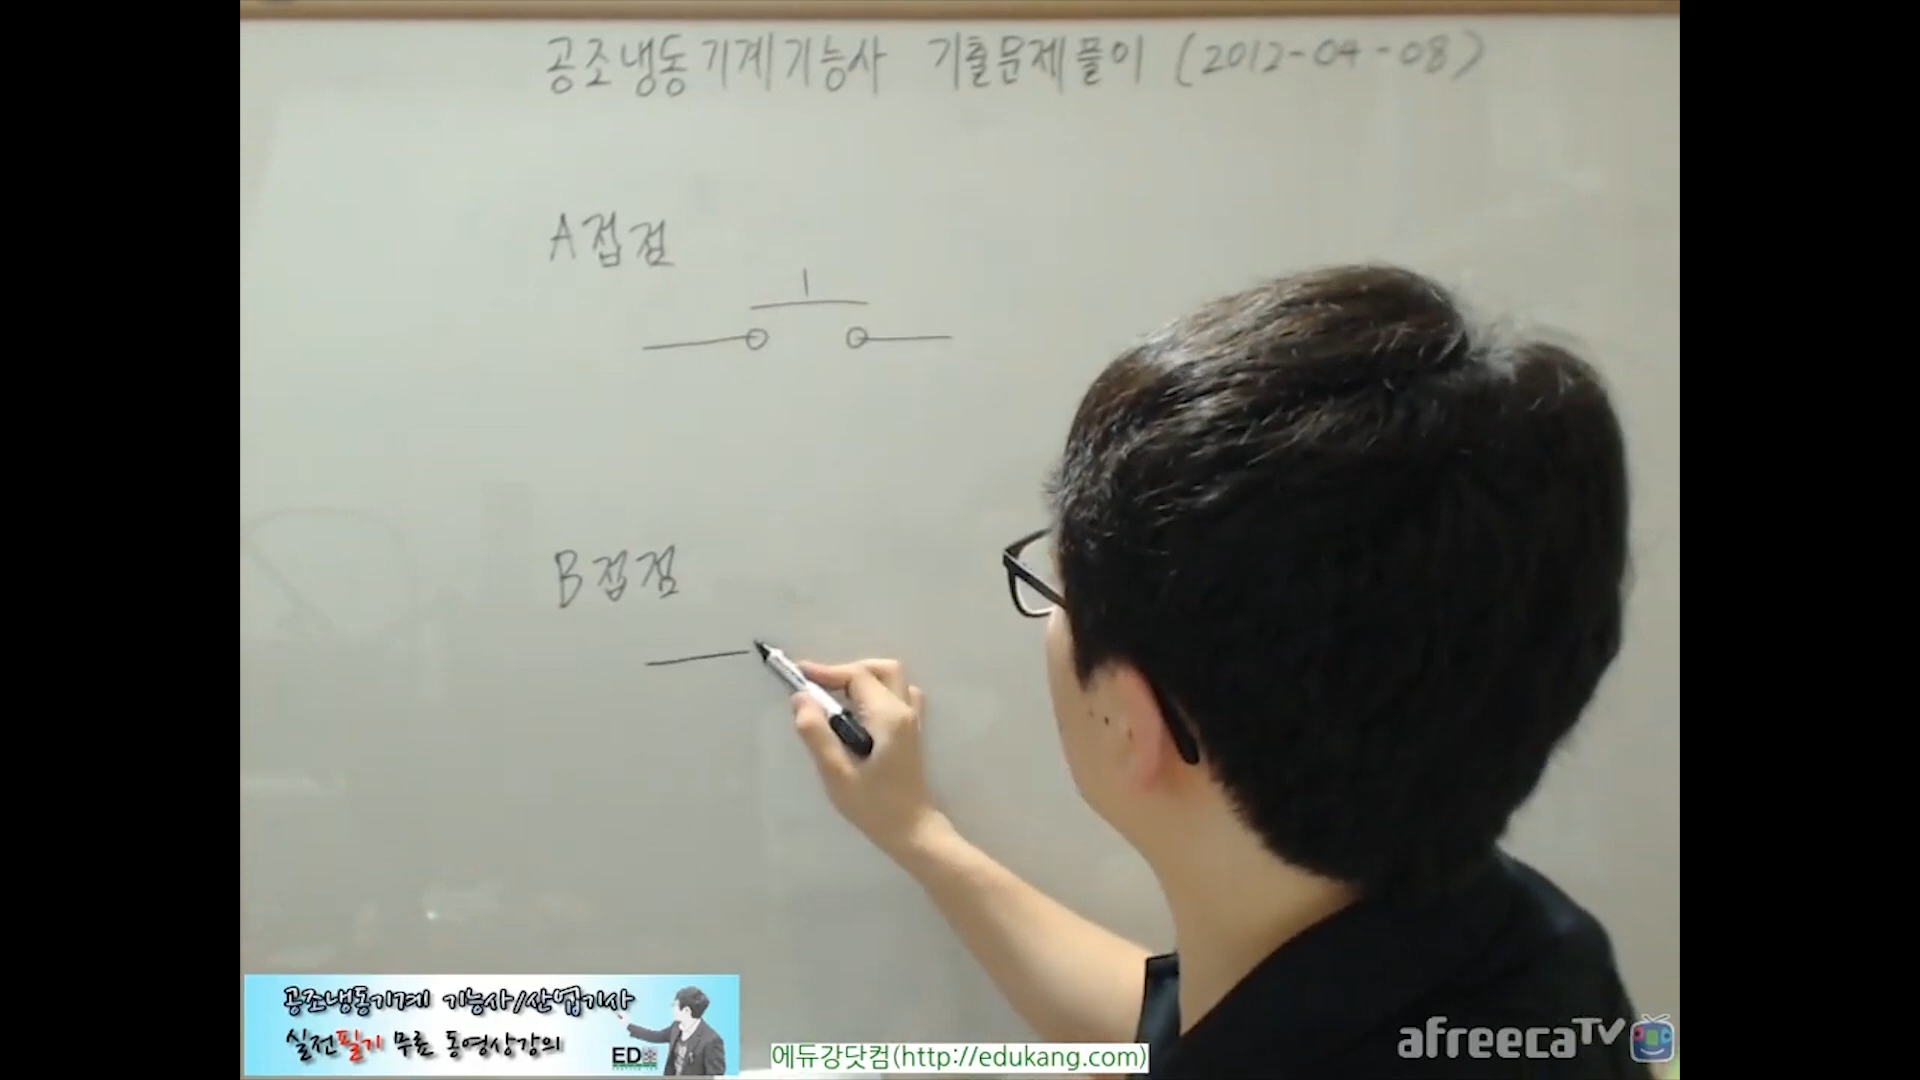 공조냉동기계기능사 기출문제풀이 (2012-04-08)
A접점
B접점
공조냉동기계 기능사/산업기사
실전필기 무료 동영상강의
EDU
에듀강닷컴(http://edukang.com)
afreecaTV